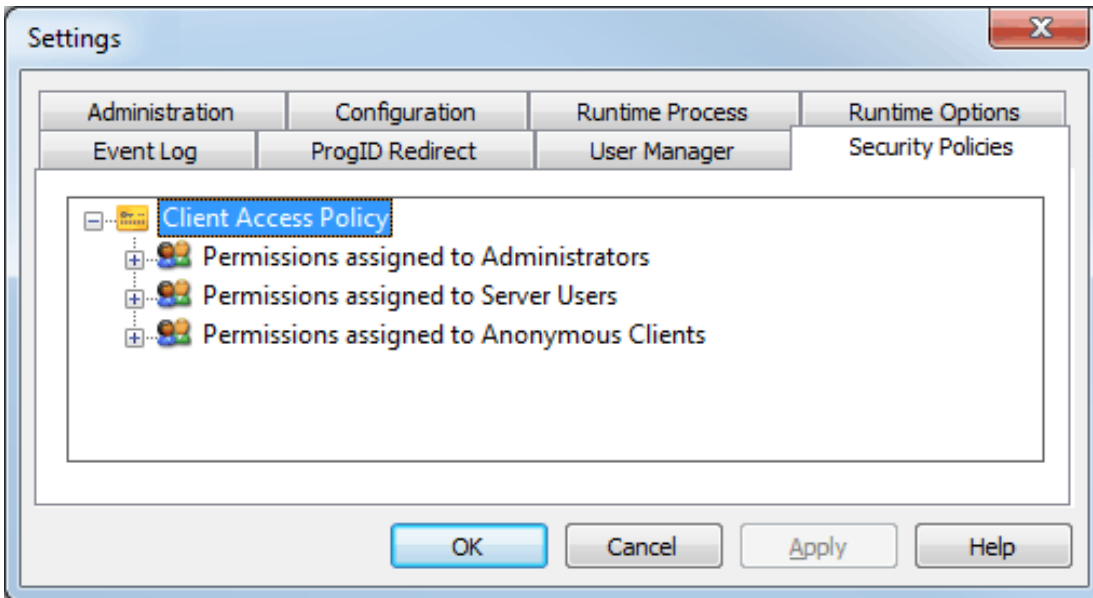 Settings
Administration Configuration Runtime Process Runtime Options
Event Log ProgID Redirect User Manager Security Policies
Client Access Policy
Permissions assigned to Administrators
Permissions assigned to Server Users
Permissions assigned to Anonymous Clients
OK Cancel Apply Help